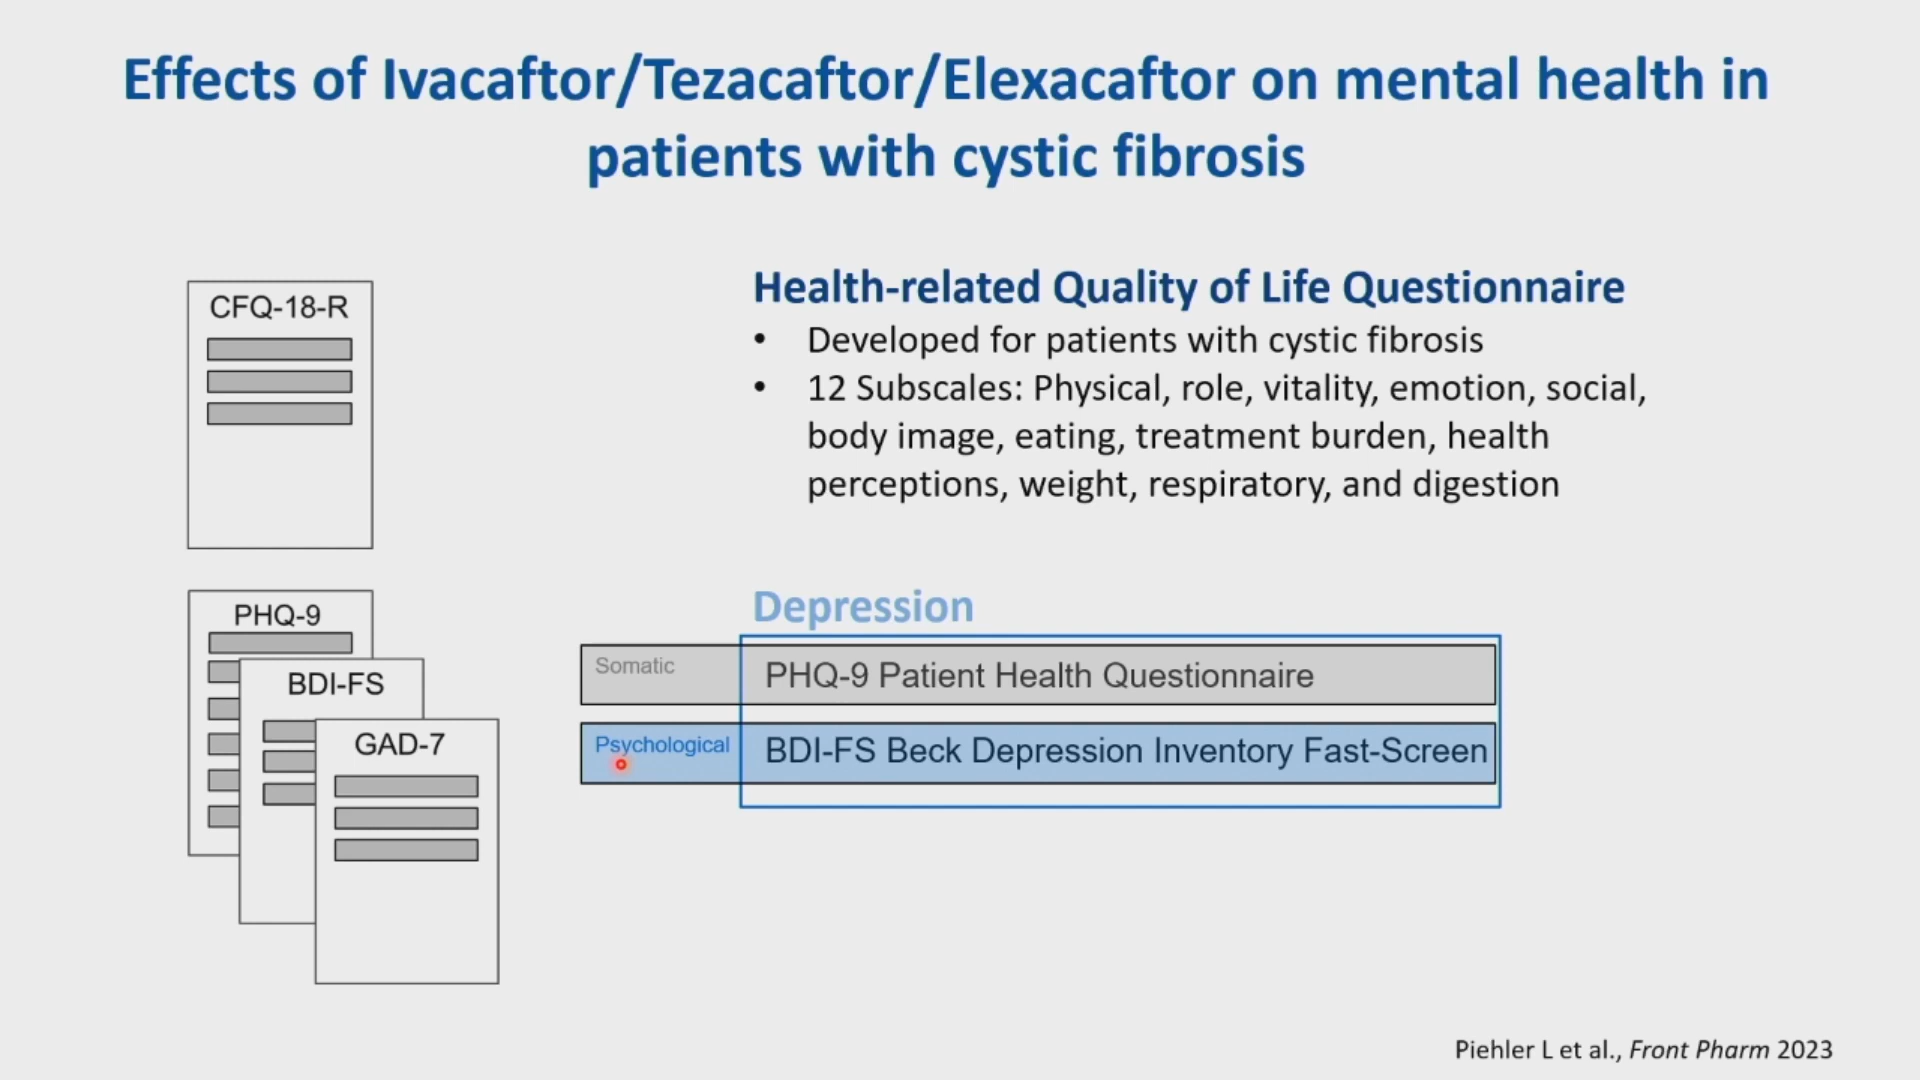 Effects of Ivacaftor/Tezacaftor/Elexacaftor on mental health in
patients with cystic fibrosis
CFQ-18-R
Health-related Quality of Life Questionnaire
• Developed for patients with cystic fibrosis
• 12 Subscales: Physical, role, vitality, emotion, social,
body image, eating, treatment burden, health
perceptions, weight, respiratory, and digestion
PHQ-9
BDI-FS
GAD-7
Depression
Somatic PHQ-9 Patient Health Questionnaire
Psychological BDI-FS Beck Depression Inventory Fast-Screen
Piehler L et al., Front Pharm 2023